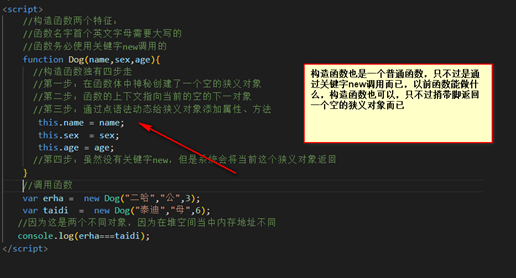 <script>
//构造函数两个特征:
//函数名字首个英文字母需要大写的
//函数务必使用关键字new调用的
function Dog(name,sex,age){
//构造函数独有四步走
//第一步，在函数体中神秘创建了一个空的狭义对象
//第二步，函数的上下文指向当前的空的下一对象
//第三步，通过点语法动态给狭义对象添加属性、方法
this.name = name;
this.sex = sex;
this.age = age;
//第四步，虽然没有关键字new，但是系统会将当前这个狭义对象返回
}
//调用函数
var erha = new Dog("二哈","公",3);
var taidi = new Dog("泰迪","母",6);
//因为这是两个不同对象，因为在堆空间当中内存地址不同
console.log(erha===taidi);
</script>
构造函数也是一个普通函数，只不过是通
过关键字new调用而已，以前函数能做什
么，构造函数也可以，只不过捎带脚返回
一个空的狭义对象而已